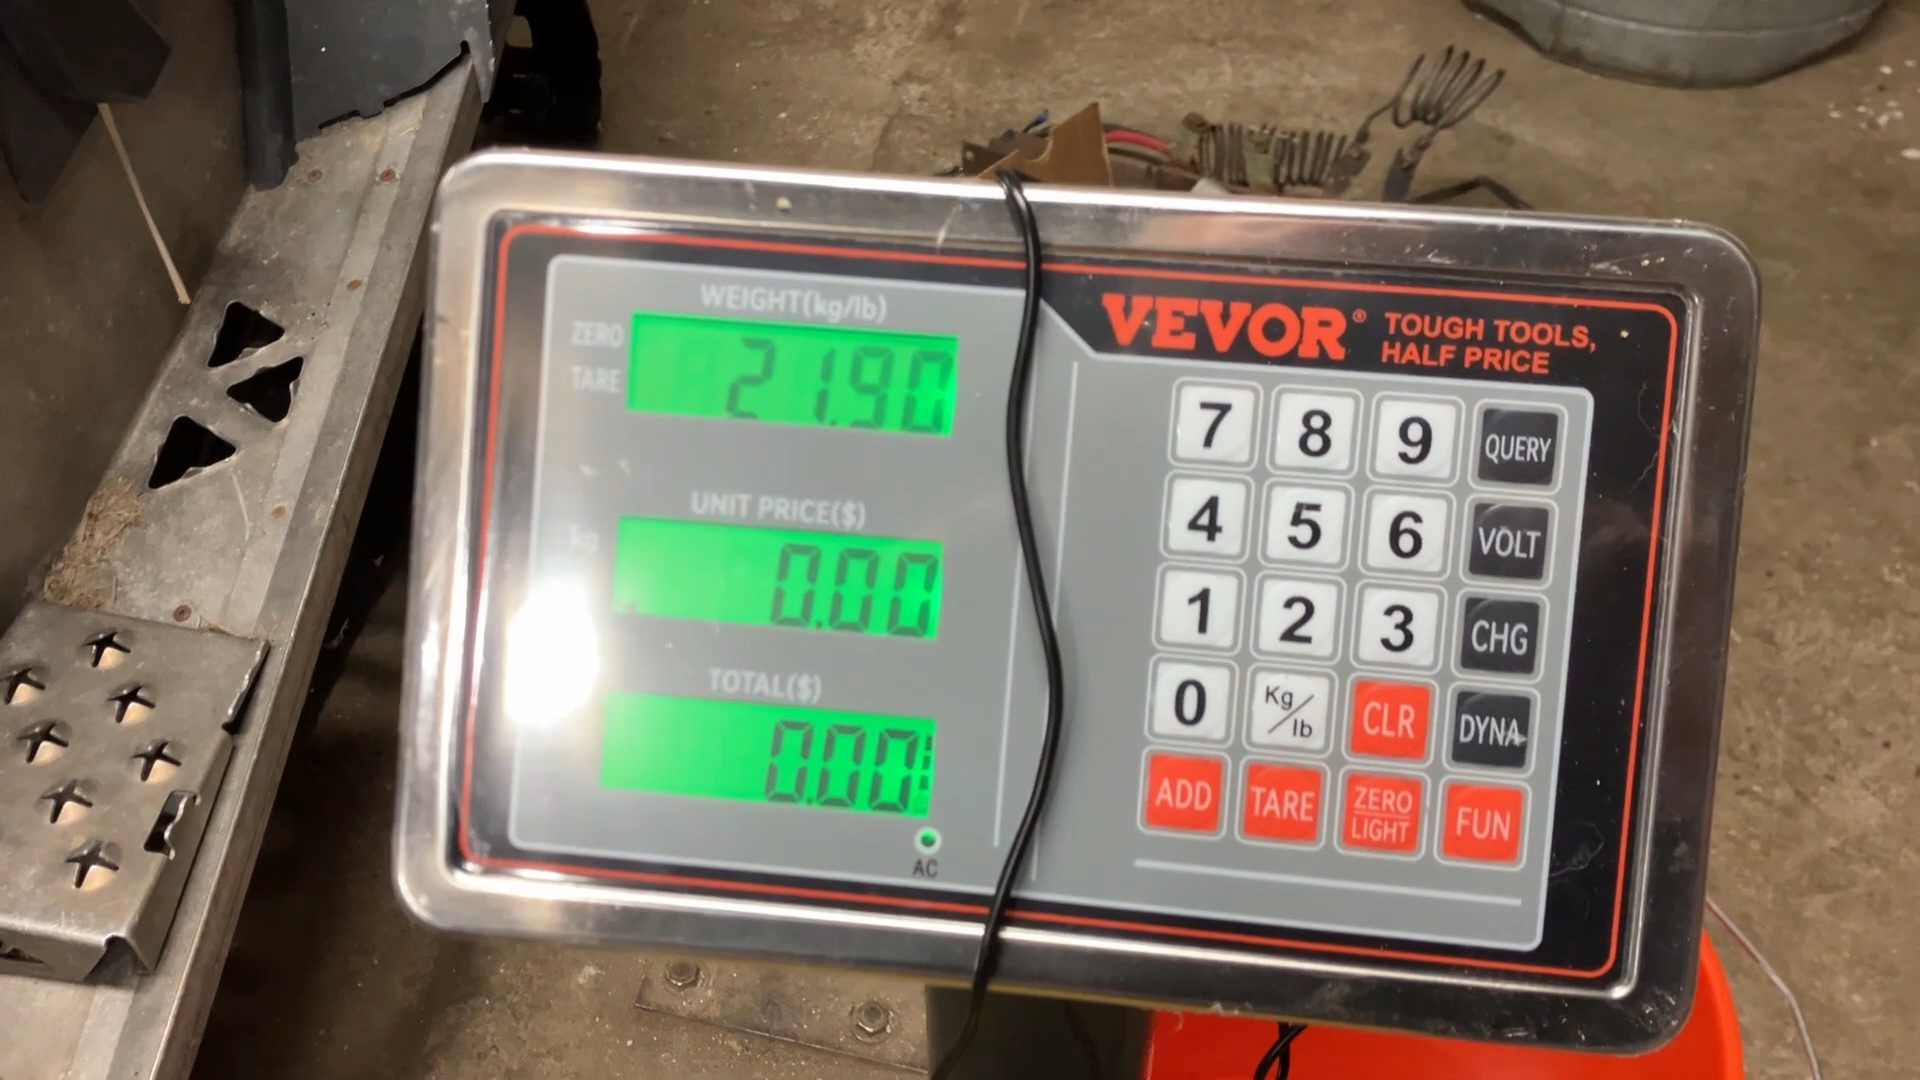 WEIGHT(kg/lb)
ZERO
TARE
21.90
UNIT PRICE($)
kg
0.00
TOTAL($)
0.00
AC
VEVOR®
TOUGH TOOLS,
HALF PRICE
7 8 9 QUERY
4 5 6 VOLT
1 2 3 CHG
0 Kg/lb CLR DYNA
ADD TARE ZERO LIGHT FUN